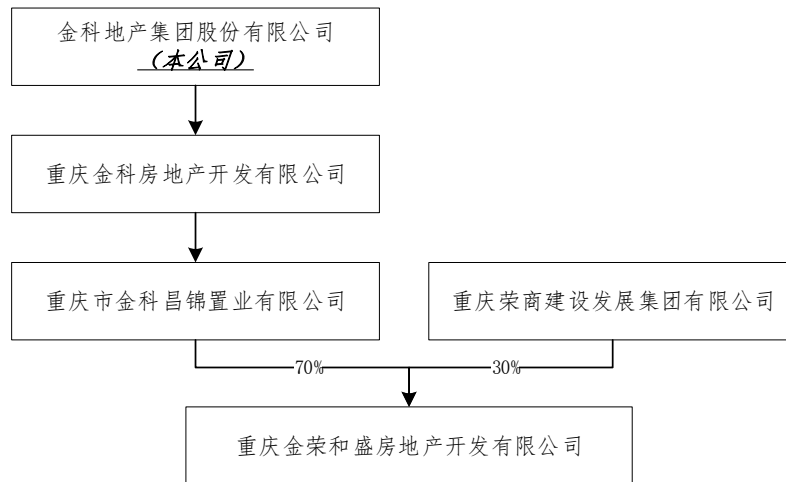 金科地产集团股份有限公司
（本公司）
重庆金科房地产开发有限公司
重庆市金科昌锦置业有限公司
重庆荣商建设发展集团有限公司
70%
30%
重庆金荣和盛房地产开发有限公司